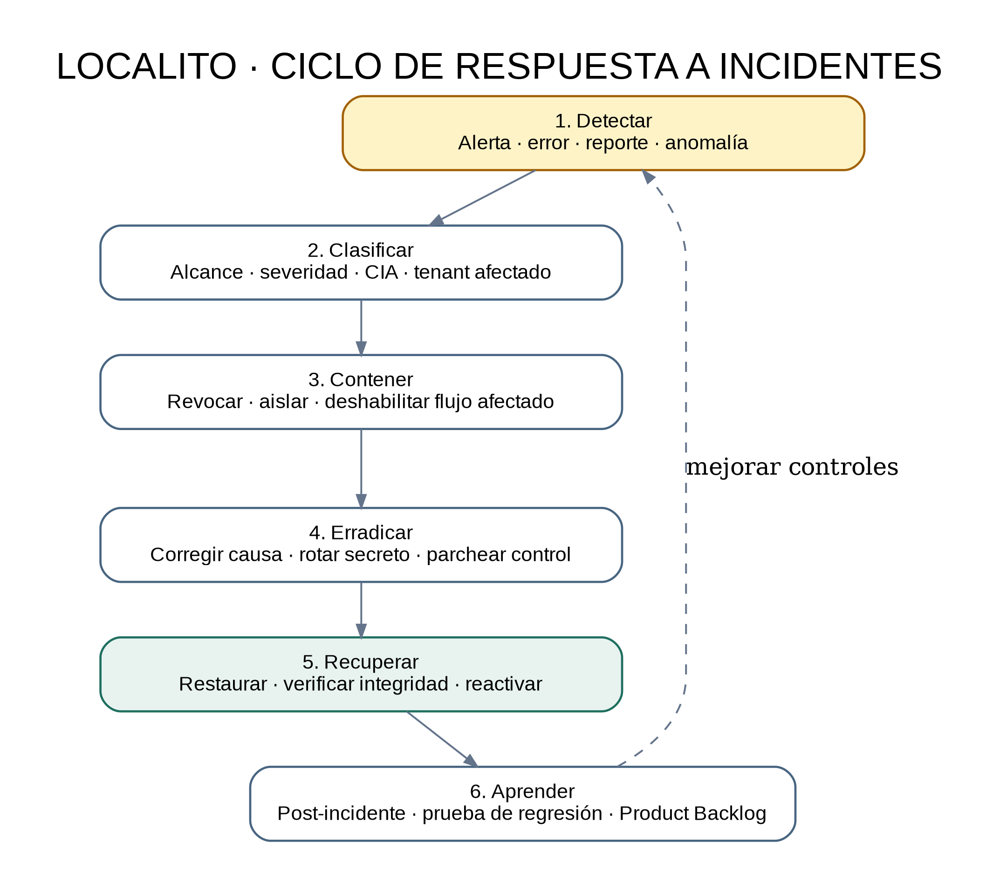 LOCALITO · CICLO DE RESPUESTA A INCIDENTES
1. Detectar
Alerta · error · reporte · anomalía
2. Clasificar
Alcance · severidad · CIA · tenant afectado
3. Contener
Revocar · aislar · deshabilitar flujo afectado
mejorar controles
4. Erradicar
Corregir causa · rotar secreto · parchear control
5. Recuperar
Restaurar · verificar integridad · reactivar
6. Aprender
Post-incidente · prueba de regresión · Product Backlog